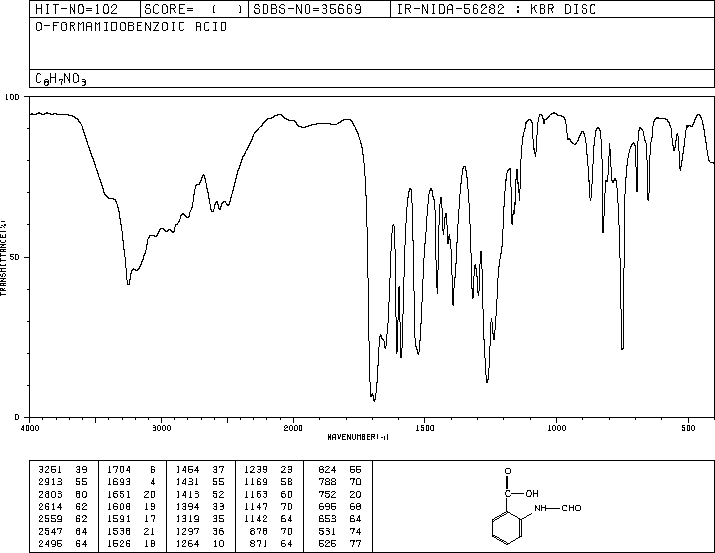 HIT-NO=102 SCORE= ( ) SDBS-NO=35669 IR-NIDA-56282 : KBR DISC
O-FORMAMIDOBENZOIC ACID
C8H7NO3
100
TRANSMITTANCE(%)
50
0
4000 3000 2000 1500 1000 500
WAVENUMBER(-1)
3251 39 1704 6 1454 37 1239 23 824 55
2913 55 1693 4 1431 55 1169 58 788 70
2803 60 1651 20 1413 52 1163 60 752 20
2614 62 1608 19 1394 33 1147 70 696 68
2559 62 1591 17 1319 35 1142 64 653 64
2547 64 1538 21 1297 36 878 70 531 74
2495 64 1526 18 1264 10 871 64 525 77
O
C—OH
NH—CHO